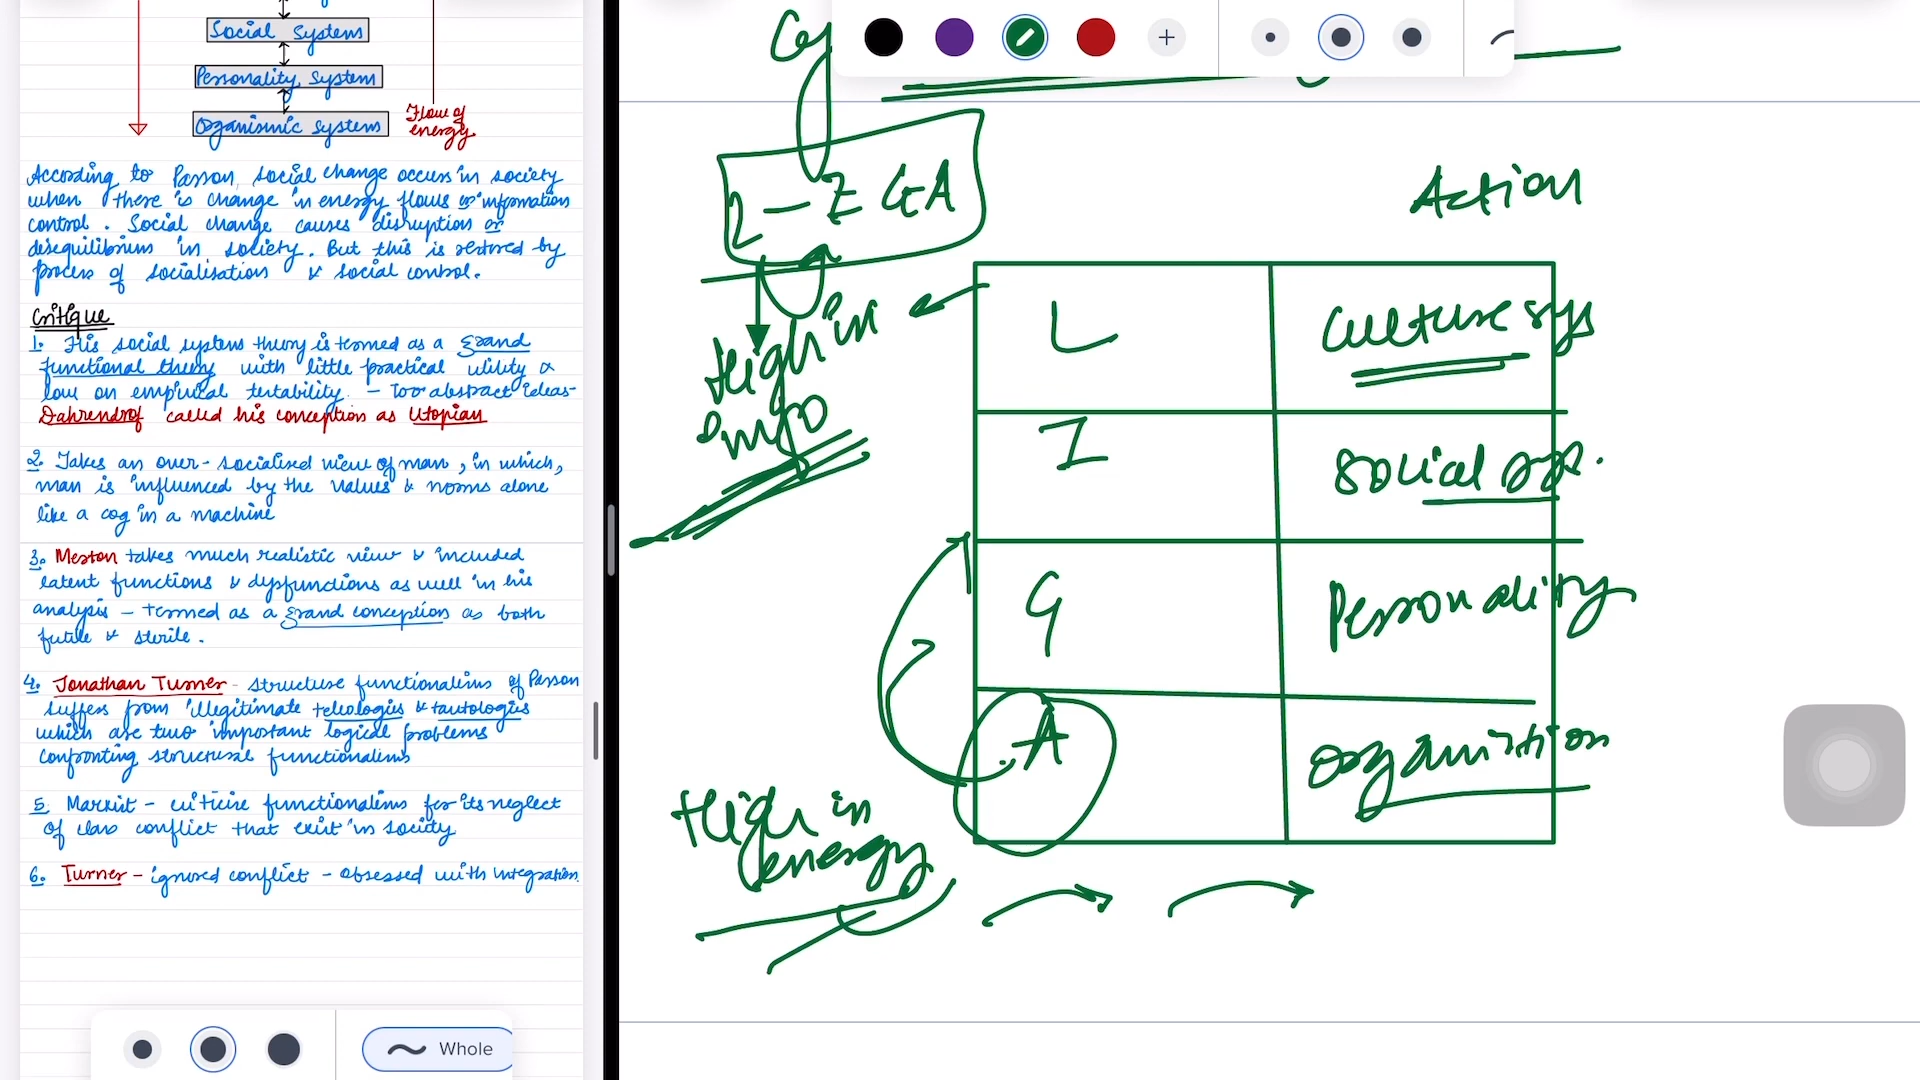 Social System
Personality System
Organismic System
Flow of
energy
According to Parson, social change occurs in society
when there is change in energy flows or information
control. Social change causes disruption or
disequilibrium in society. But this is restored by
process of socialisation & social control.
Critique
1. His social system theory is termed as a grand
functional theory with little practical utility &
low on empirical testability. - Too abstract ideas-
Dahrendrof called his conception as Utopian
2. Takes an over-socialised view of man, in which,
man is influenced by the values & norms alone
like a cog in a machine
3. Merton takes much realistic view & included
latent functions & dysfunctions as well in his
analysis - termed as a grand conception as both
futile & sterile.
4. Jonathan Turner - structure functionalism of Parson
suffers from illegitimate teleologies & tautologies
which are two important logical problems
confronting structural functionalism
5. Marxist - criticise functionalism for its neglect
of class conflict that exist in society
6. Turner - ignored conflict - obsessed with integration.
Whole
Cy
L-IGA
Action
High in
info
L
Culture sys
I
Social sys.
G
Personality
A
High in
energy